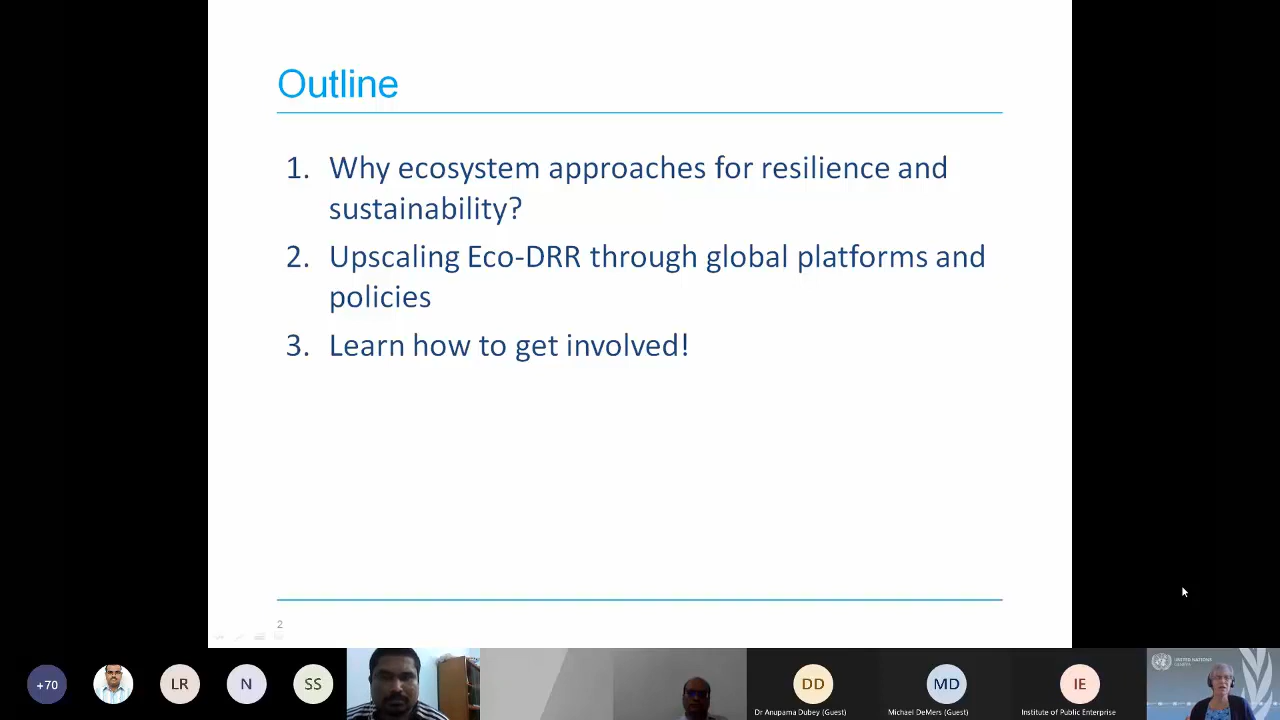 Outline
1. Why ecosystem approaches for resilience and
sustainability?
2. Upscaling Eco-DRR through global platforms and
policies
3. Learn how to get involved!
2
+70
LR
N
SS
DD
Dr Anupama Dubey (Guest)
MD
Michael DeMers (Guest)
IE
Institute of Public Enterprise
UNITED NATIONS